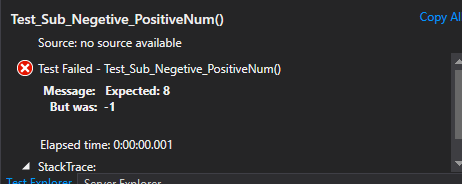 Test_Sub_Negetive_PositiveNum()
Copy Al
Source: no source available
Test Failed - Test_Sub_Negetive_PositiveNum()
Message: Expected: 8
But was: -1
Elapsed time: 0:00:00.001
StackTrace:
Test Explorer Server Explorer